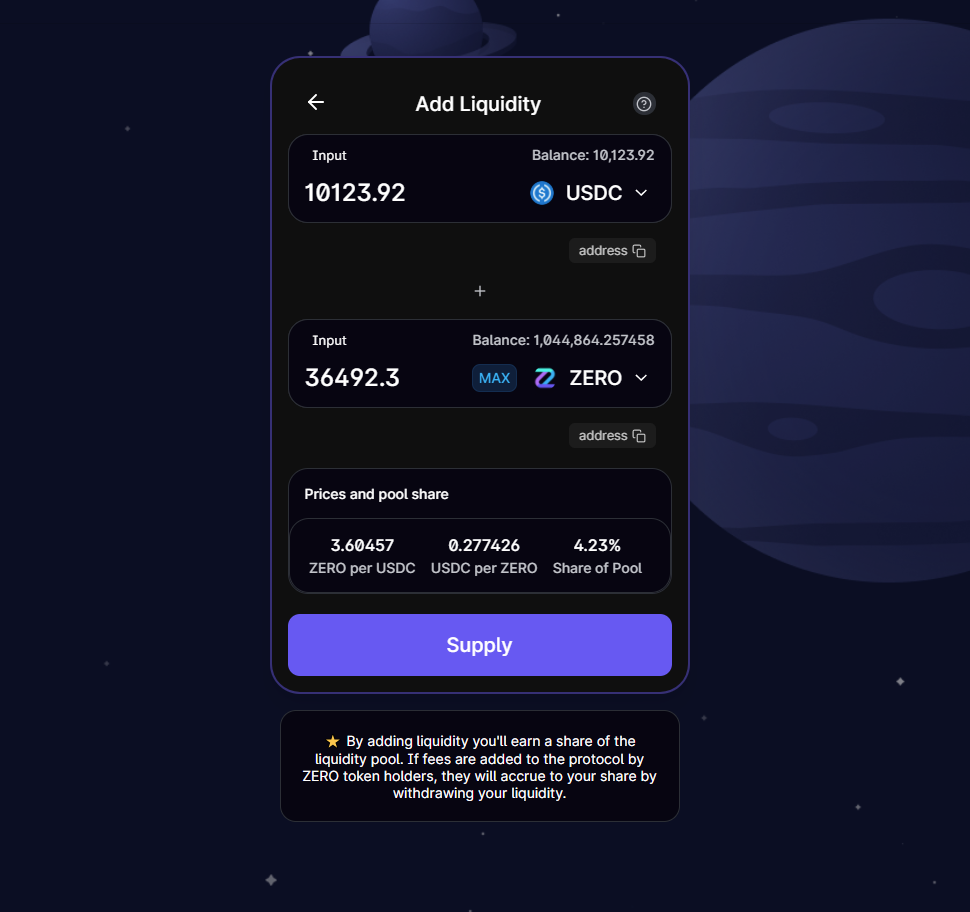 Add Liquidity
Input Balance: 10,123.92
10123.92 USDC
address
+
Input Balance: 1,044,864.257458
36492.3 MAX ZERO
address
Prices and pool share
3.60457 0.277426 4.23%
ZERO per USDC USDC per ZERO Share of Pool
Supply
By adding liquidity you'll earn a share of the
liquidity pool. If fees are added to the protocol by
ZERO token holders, they will accrue to your share by
withdrawing your liquidity.